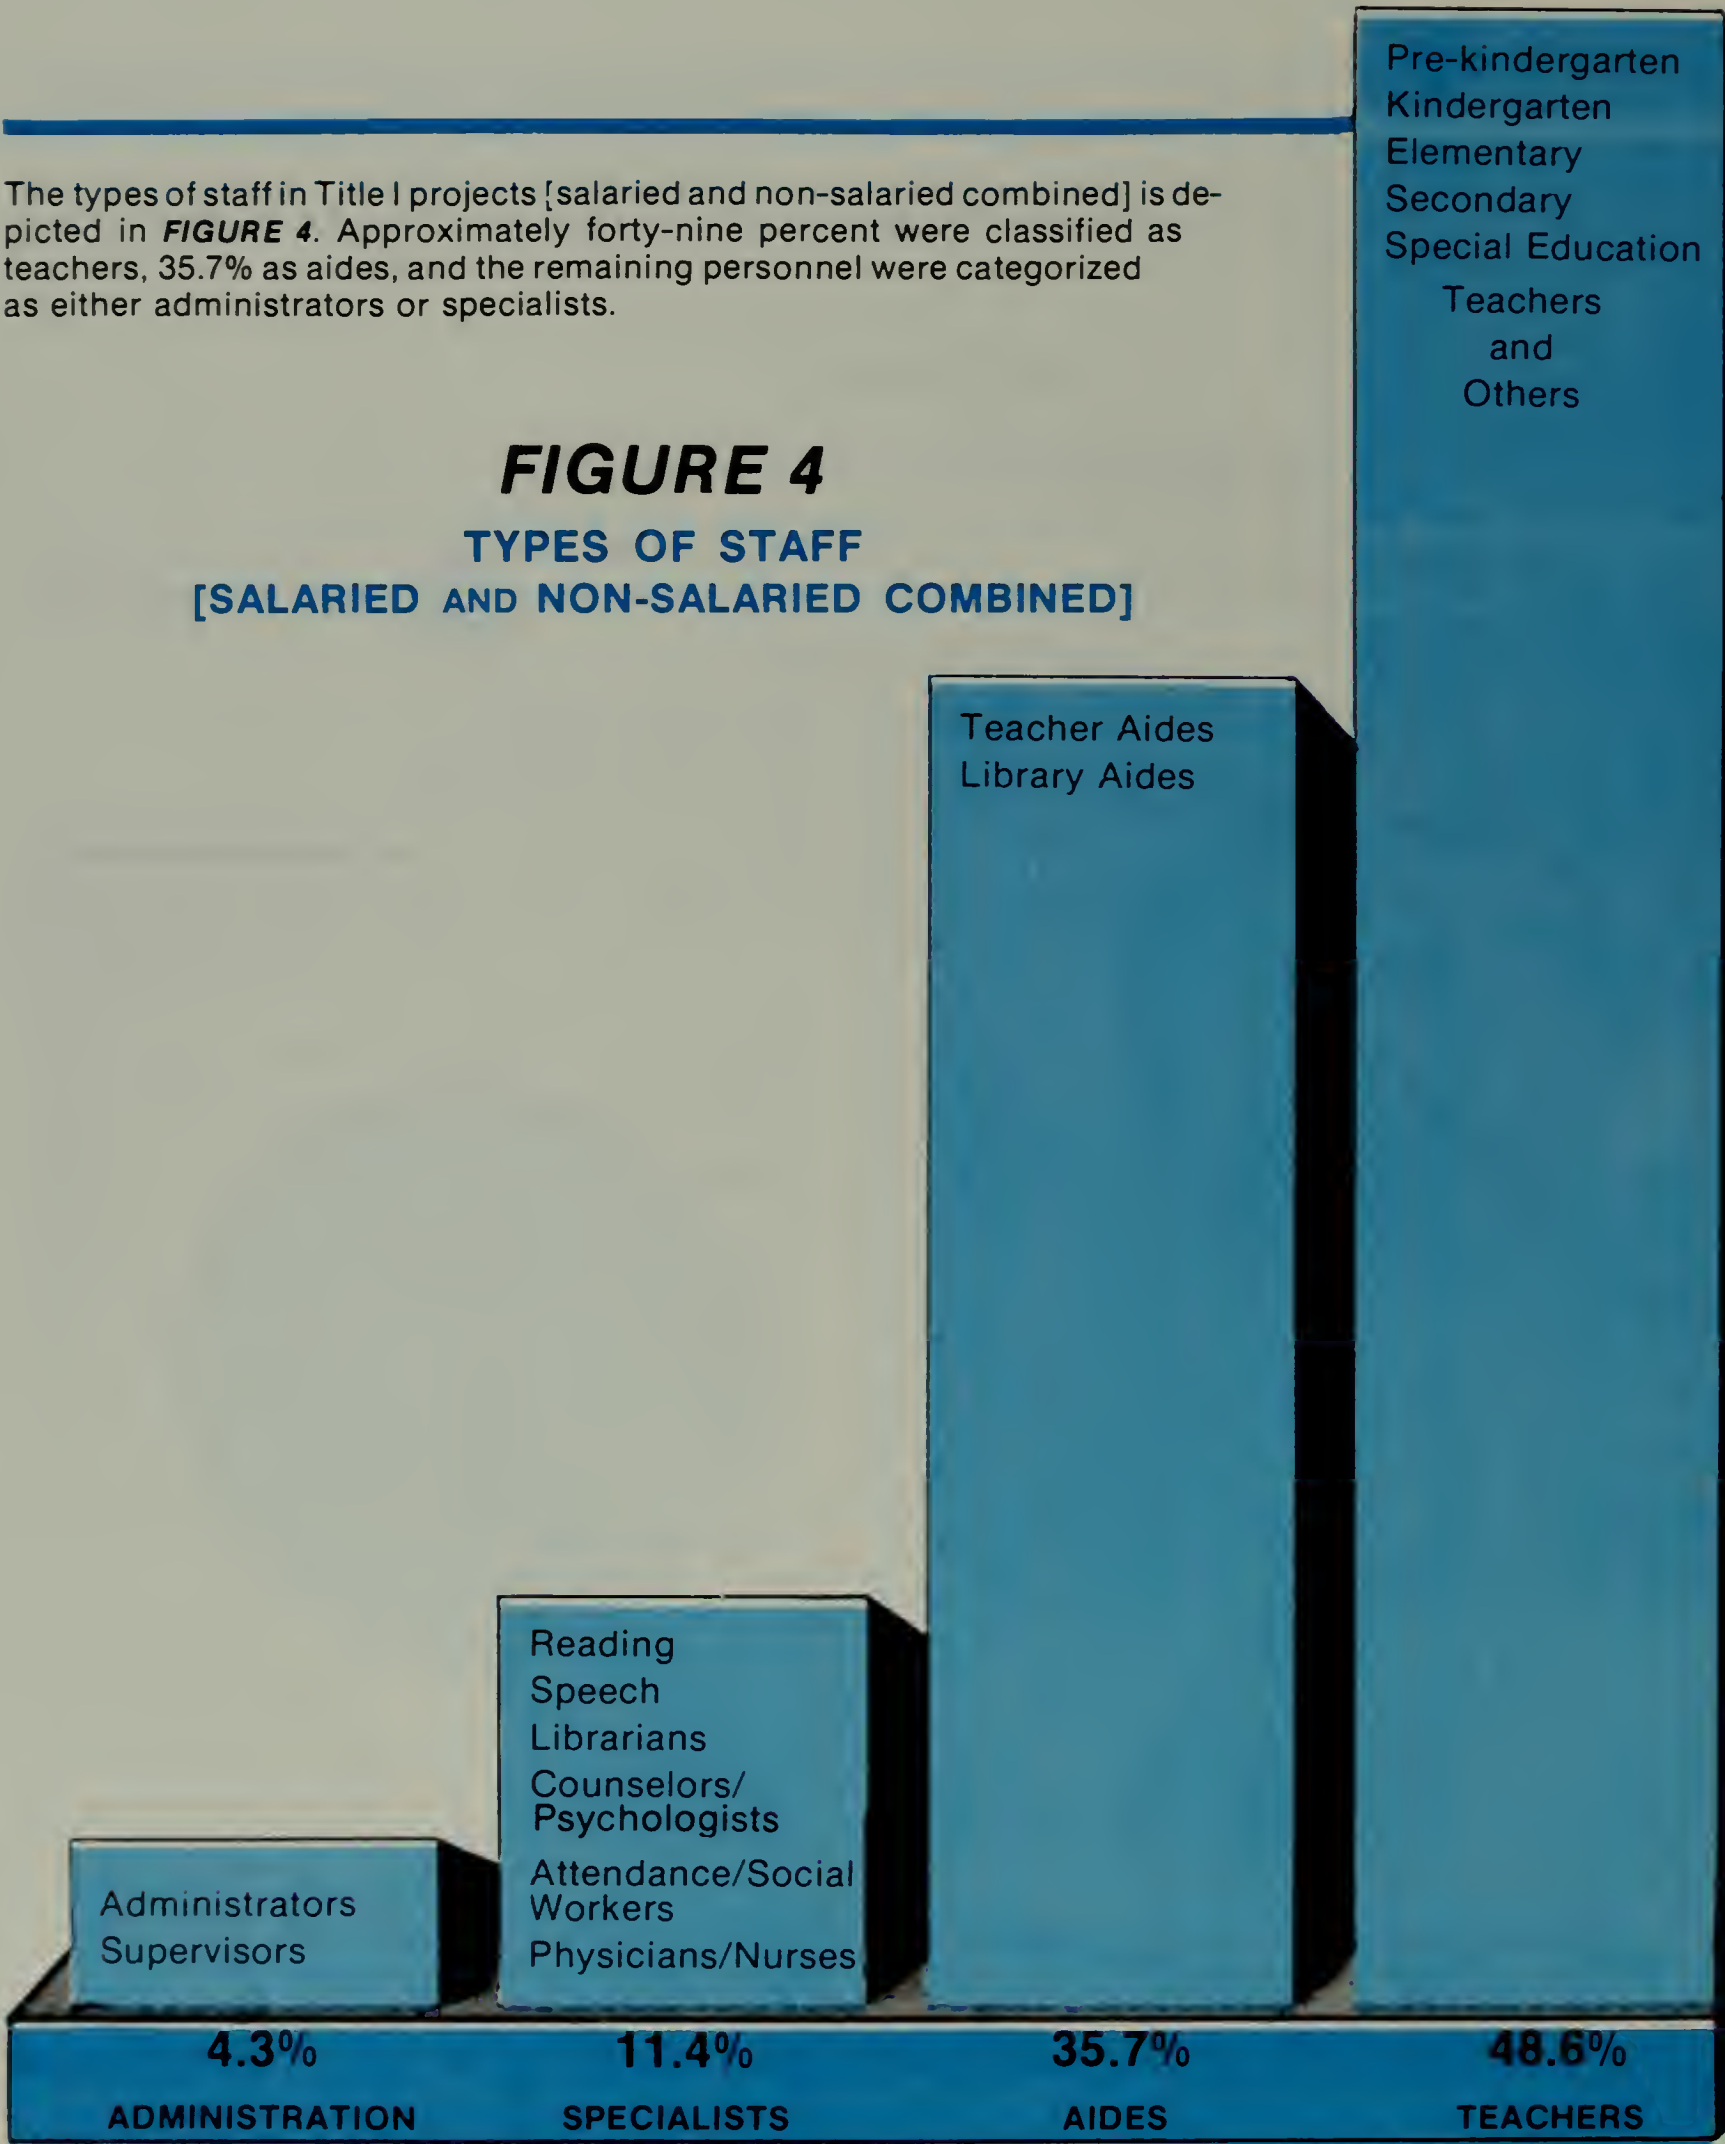 The types of staff in Title I projects [salaried and non-salaried combined] is de-
picted in FIGURE 4. Approximately forty-nine percent were classified as
teachers, 35.7% as aides, and the remaining personnel were categorized
as either administrators or specialists.
FIGURE 4
TYPES OF STAFF
[SALARIED AND NON-SALARIED COMBINED]
Pre-kindergarten
Kindergarten
Elementary
Secondary
Special Education
Teachers
and
Others
Teacher Aides
Library Aides
Reading
Speech
Librarians
Counselors/
Psychologists
Attendance/Social
Workers
Physicians/Nurses
Administrators
Supervisors
4.3% 11.4% 35.7% 48.6%
ADMINISTRATION SPECIALISTS AIDES TEACHERS